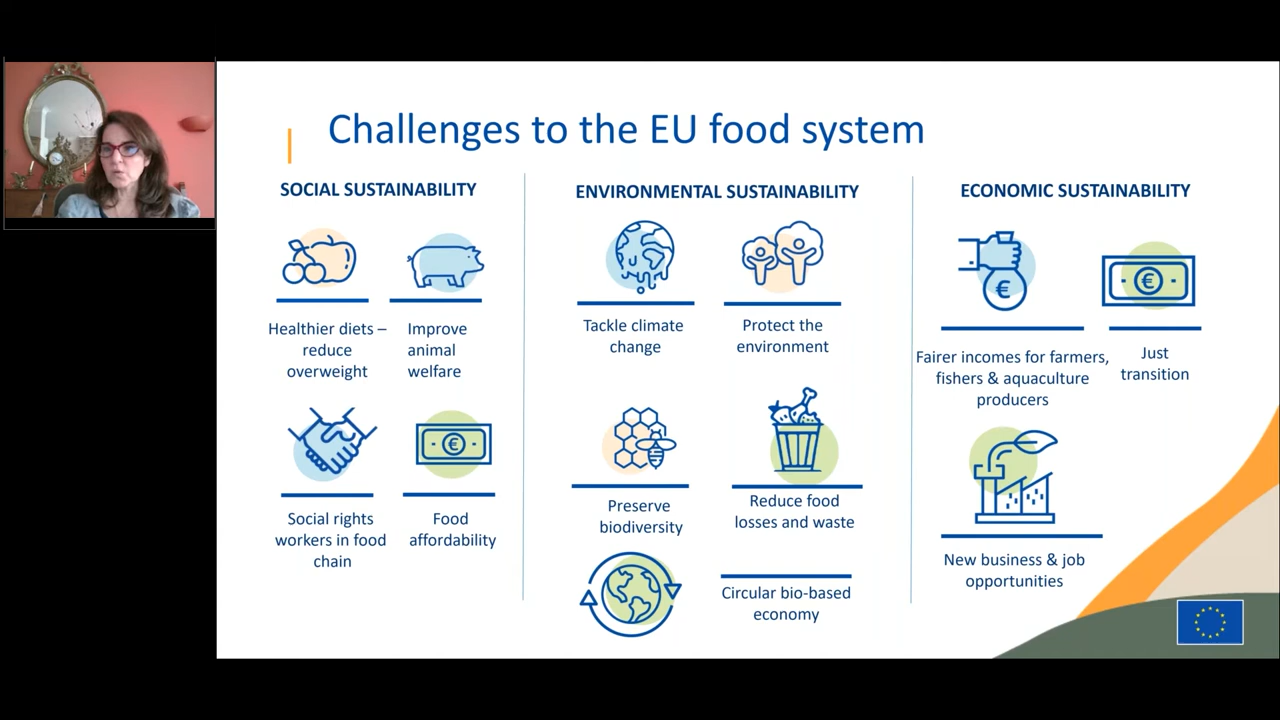 Challenges to the EU food system
SOCIAL SUSTAINABILITY
Healthier diets –
reduce
overweight
Improve
animal
welfare
Social rights
workers in food
chain
€
Food
affordability
ENVIRONMENTAL SUSTAINABILITY
Tackle climate
change
Protect the
environment
Preserve
biodiversity
Reduce food
losses and waste
Circular bio-based
economy
ECONOMIC SUSTAINABILITY
€
Fairer incomes for farmers,
fishers & aquaculture
producers
€
Just
transition
New business & job
opportunities